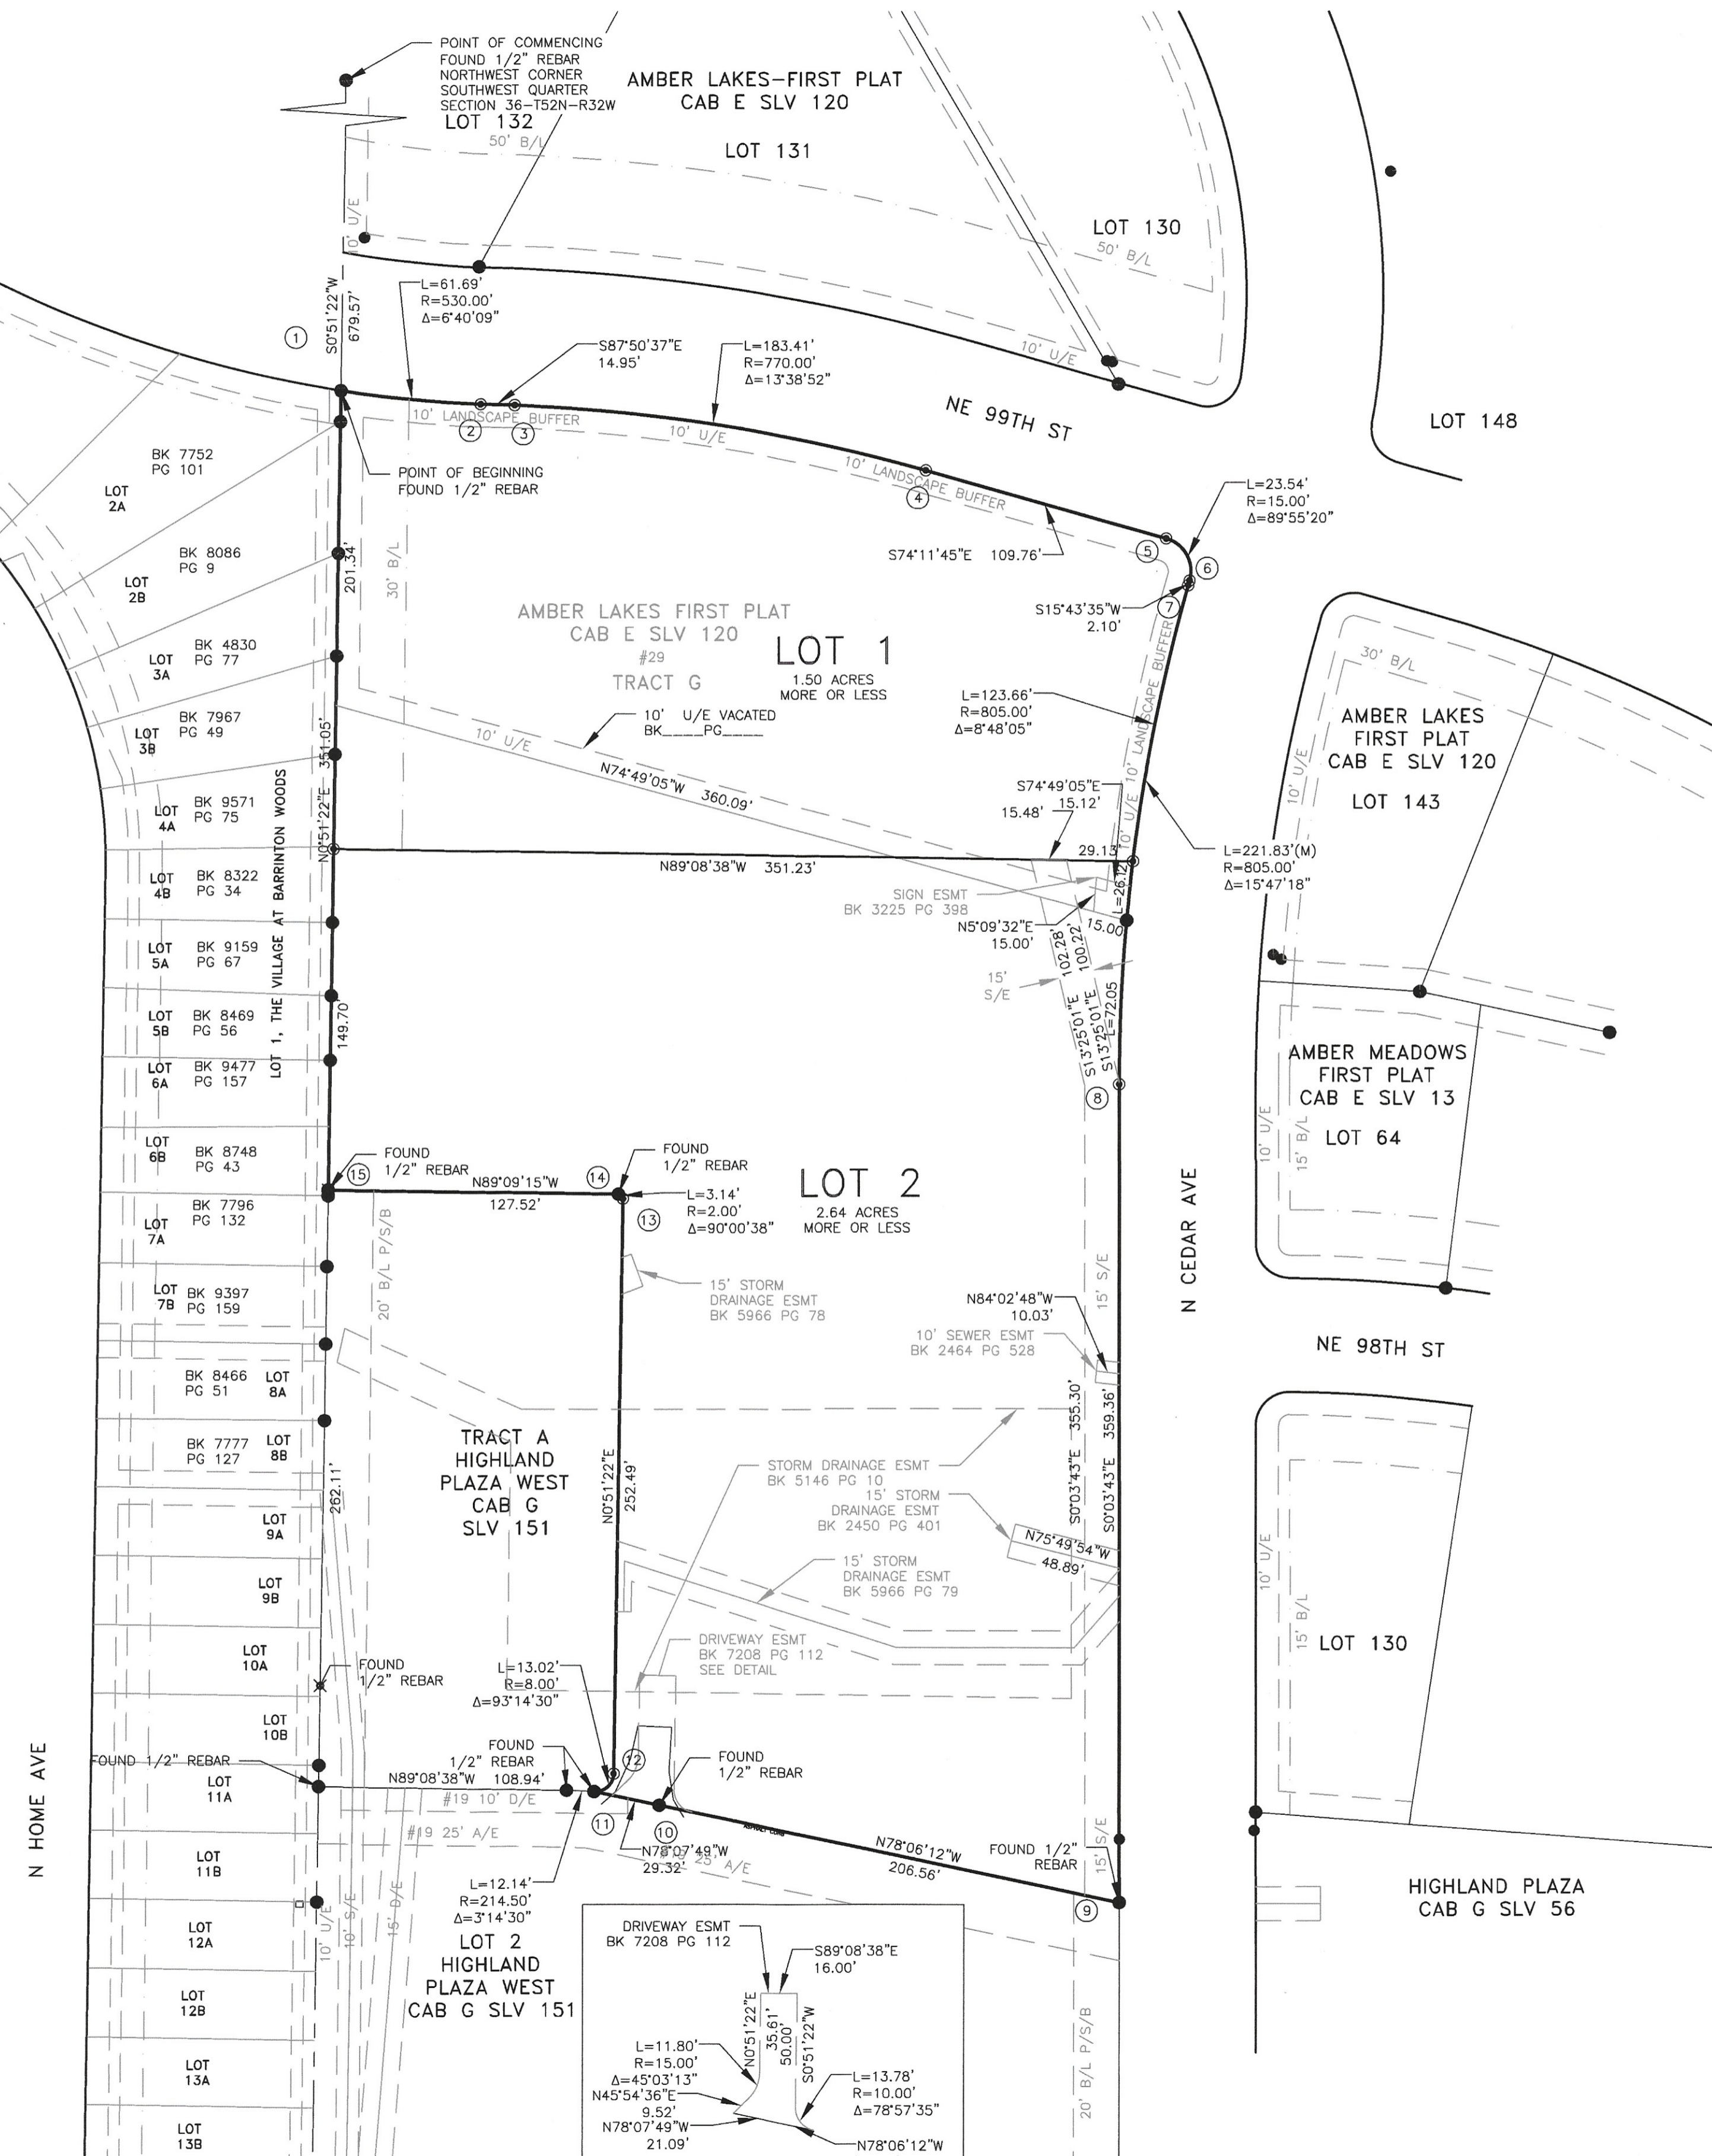 POINT OF COMMENCING
FOUND 1/2" REBAR
NORTHWEST CORNER
SOUTHWEST QUARTER
SECTION 36-T52N-R32W
LOT 132
AMBER LAKES-FIRST PLAT
CAB E SLV 120
50' B/L
LOT 131
10' U/E
LOT 130
50' B/L
10' U/E
S0°51'22"W
679.57'
1
L=61.69'
R=530.00'
Δ=6°40'09"
S87°50'37"E
14.95'
L=183.41'
R=770.00'
Δ=13°38'52"
NE 99TH ST
LOT 148
10' LANDSCAPE BUFFER
2
3
10' U/E
10' LANDSCAPE BUFFER
4
POINT OF BEGINNING
FOUND 1/2" REBAR
L=23.54'
R=15.00'
Δ=89°55'20"
S74°11'45"E 109.76'
5
6
7
S15°43'35"W
2.10'
BK 7752
PG 101
LOT
2A
BK 8086
PG 9
LOT
2B
BK 4830
PG 77
LOT
3A
BK 7967
PG 49
LOT
3B
BK 9571
PG 75
LOT
4A
BK 8322
PG 34
LOT
4B
BK 9159
PG 67
LOT
5A
BK 8469
PG 56
LOT
5B
BK 9477
PG 157
LOT
6A
BK 8748
PG 43
LOT
6B
BK 7796
PG 132
LOT
7A
BK 9397
PG 159
LOT
7B
BK 8466
PG 51
LOT
8A
BK 7777
PG 127
LOT
8B
LOT
9A
LOT
9B
LOT
10A
LOT
10B
LOT
11A
LOT
11B
LOT
12A
LOT
12B
LOT
13A
LOT
13B
LOT 1, THE VILLAGE AT BARRINTON WOODS
201.34'
30' B/L
N0°51'22"E 351.05'
149.70'
AMBER LAKES FIRST PLAT
CAB E SLV 120
#29
TRACT G
LOT 1
1.50 ACRES
MORE OR LESS
10' U/E VACATED
BK____PG____
10' U/E
N74°49'05"W 360.09'
L=123.66'
R=805.00'
Δ=8°48'05"
10' LANDSCAPE BUFFER
10' U/E
S74°49'05"E
15.12'
15.48'
29.13'
N89°08'38"W 351.23'
L=26.12'
L=221.83'(M)
R=805.00'
Δ=15°47'18"
SIGN ESMT
BK 3225 PG 398
N5°09'32"E
15.00'
15.00'
15'
S/E
S13°25'01"E 102.28'
S13°25'01"E 100.22'
L=72.05
8
30' B/L
AMBER LAKES
FIRST PLAT
CAB E SLV 120
LOT 143
10' U/E
AMBER MEADOWS
FIRST PLAT
CAB E SLV 13
LOT 64
10' U/E
15' B/L
FOUND
1/2" REBAR
15
N89°09'15"W
127.52'
14
FOUND
1/2" REBAR
L=3.14'
R=2.00'
Δ=90°00'38"
13
LOT 2
2.64 ACRES
MORE OR LESS
N CEDAR AVE
20' B/L P/S/B
15' STORM
DRAINAGE ESMT
BK 5966 PG 78
15' S/E
N84°02'48"W
10.03'
10' SEWER ESMT
BK 2464 PG 528
NE 98TH ST
262.11'
TRACT A
HIGHLAND
PLAZA WEST
CAB G
SLV 151
N0°51'22"E
252.49'
S0°03'43"E 355.30'
S0°03'43"E 359.36'
STORM DRAINAGE ESMT
BK 5146 PG 10
15' STORM
DRAINAGE ESMT
BK 2450 PG 401
N75°49'54"W
48.89'
15' STORM
DRAINAGE ESMT
BK 5966 PG 79
DRIVEWAY ESMT
BK 7208 PG 112
SEE DETAIL
10' U/E
15' B/L
LOT 130
FOUND
1/2" REBAR
L=13.02'
R=8.00'
Δ=93°14'30"
N HOME AVE
FOUND 1/2" REBAR
FOUND
1/2" REBAR
12
FOUND
1/2" REBAR
N89°08'38"W 108.94'
#19 10' D/E
11
10
#19 25' A/E
N78°07'49"W
29.32'
25' A/E
N78°06'12"W
206.56'
FOUND 1/2"
REBAR
15' S/E
9
L=12.14'
R=214.50'
Δ=3°14'30"
10' U/E
10' S/E
15' D/E
LOT 2
HIGHLAND
PLAZA WEST
CAB G SLV 151
HIGHLAND PLAZA
CAB G SLV 56
20' B/L P/S/B
DRIVEWAY ESMT
BK 7208 PG 112
S89°08'38"E
16.00'
N0°51'22"E
35.61'
50.00'
S0°51'22"W
L=11.80'
R=15.00'
Δ=45°03'13"
N45°54'36"E
9.52'
N78°07'49"W
21.09'
L=13.78'
R=10.00'
Δ=78°57'35"
N78°06'12"W